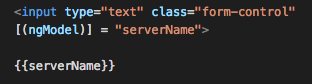 <input type="text" class="form-control"
[(ngModel)] = "serverName">
{{serverName}}